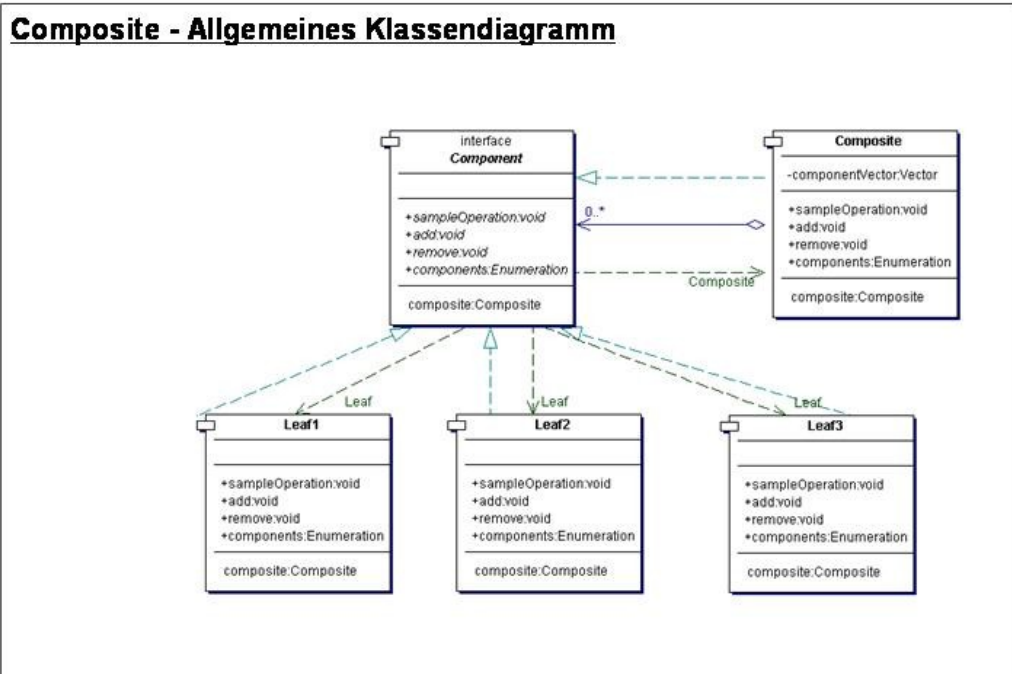 Composite - Allgemeines Klassendiagramm
interface
Component
+sampleOperation:void
+add:void
+remove:void
+components:Enumeration
composite:Composite
0..*
Composite
Composite
-componentVector:Vector
+sampleOperation:void
+add:void
+remove:void
+components:Enumeration
composite:Composite
Leaf
Leaf
Leaf
Leaf1
+sampleOperation:void
+add:void
+remove:void
+components:Enumeration
composite:Composite
Leaf2
+sampleOperation:void
+add:void
+remove:void
+components:Enumeration
composite:Composite
Leaf3
+sampleOperation:void
+add:void
+remove:void
+components:Enumeration
composite:Composite